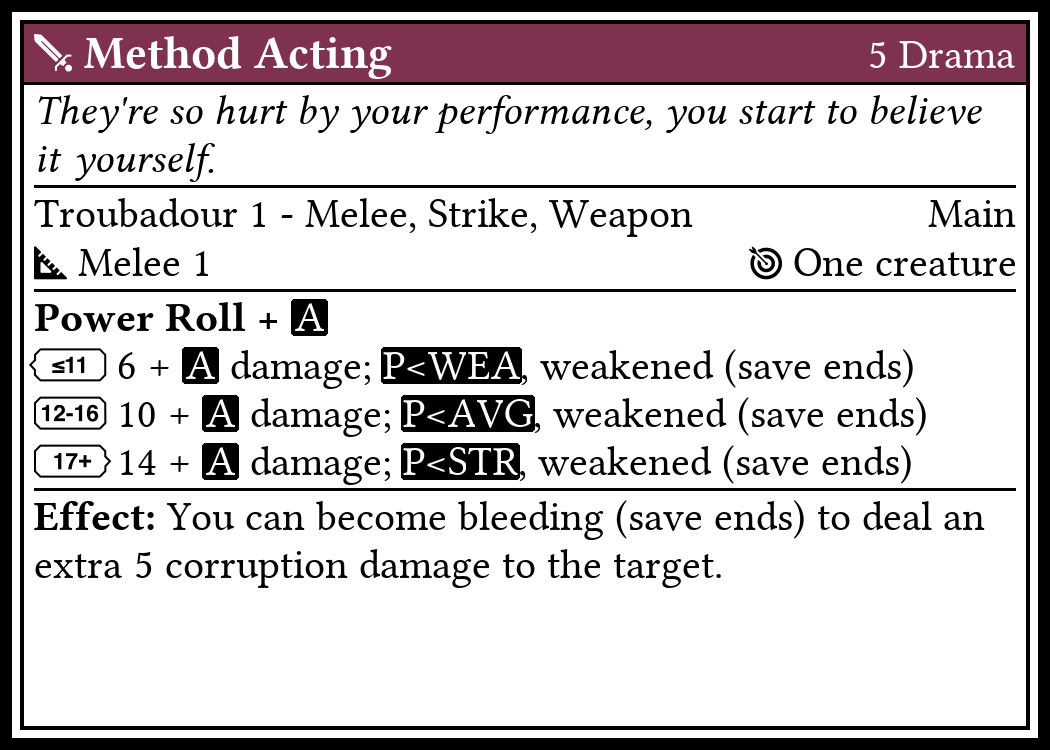 Method Acting 5 Drama
They're so hurt by your performance, you start to believe
it yourself.
Troubadour 1 - Melee, Strike, Weapon Main
Melee 1 One creature
Power Roll + A
≤11 6 + A damage; P<WEA, weakened (save ends)
12-16 10 + A damage; P<AVG, weakened (save ends)
17+ 14 + A damage; P<STR, weakened (save ends)
Effect: You can become bleeding (save ends) to deal an
extra 5 corruption damage to the target.